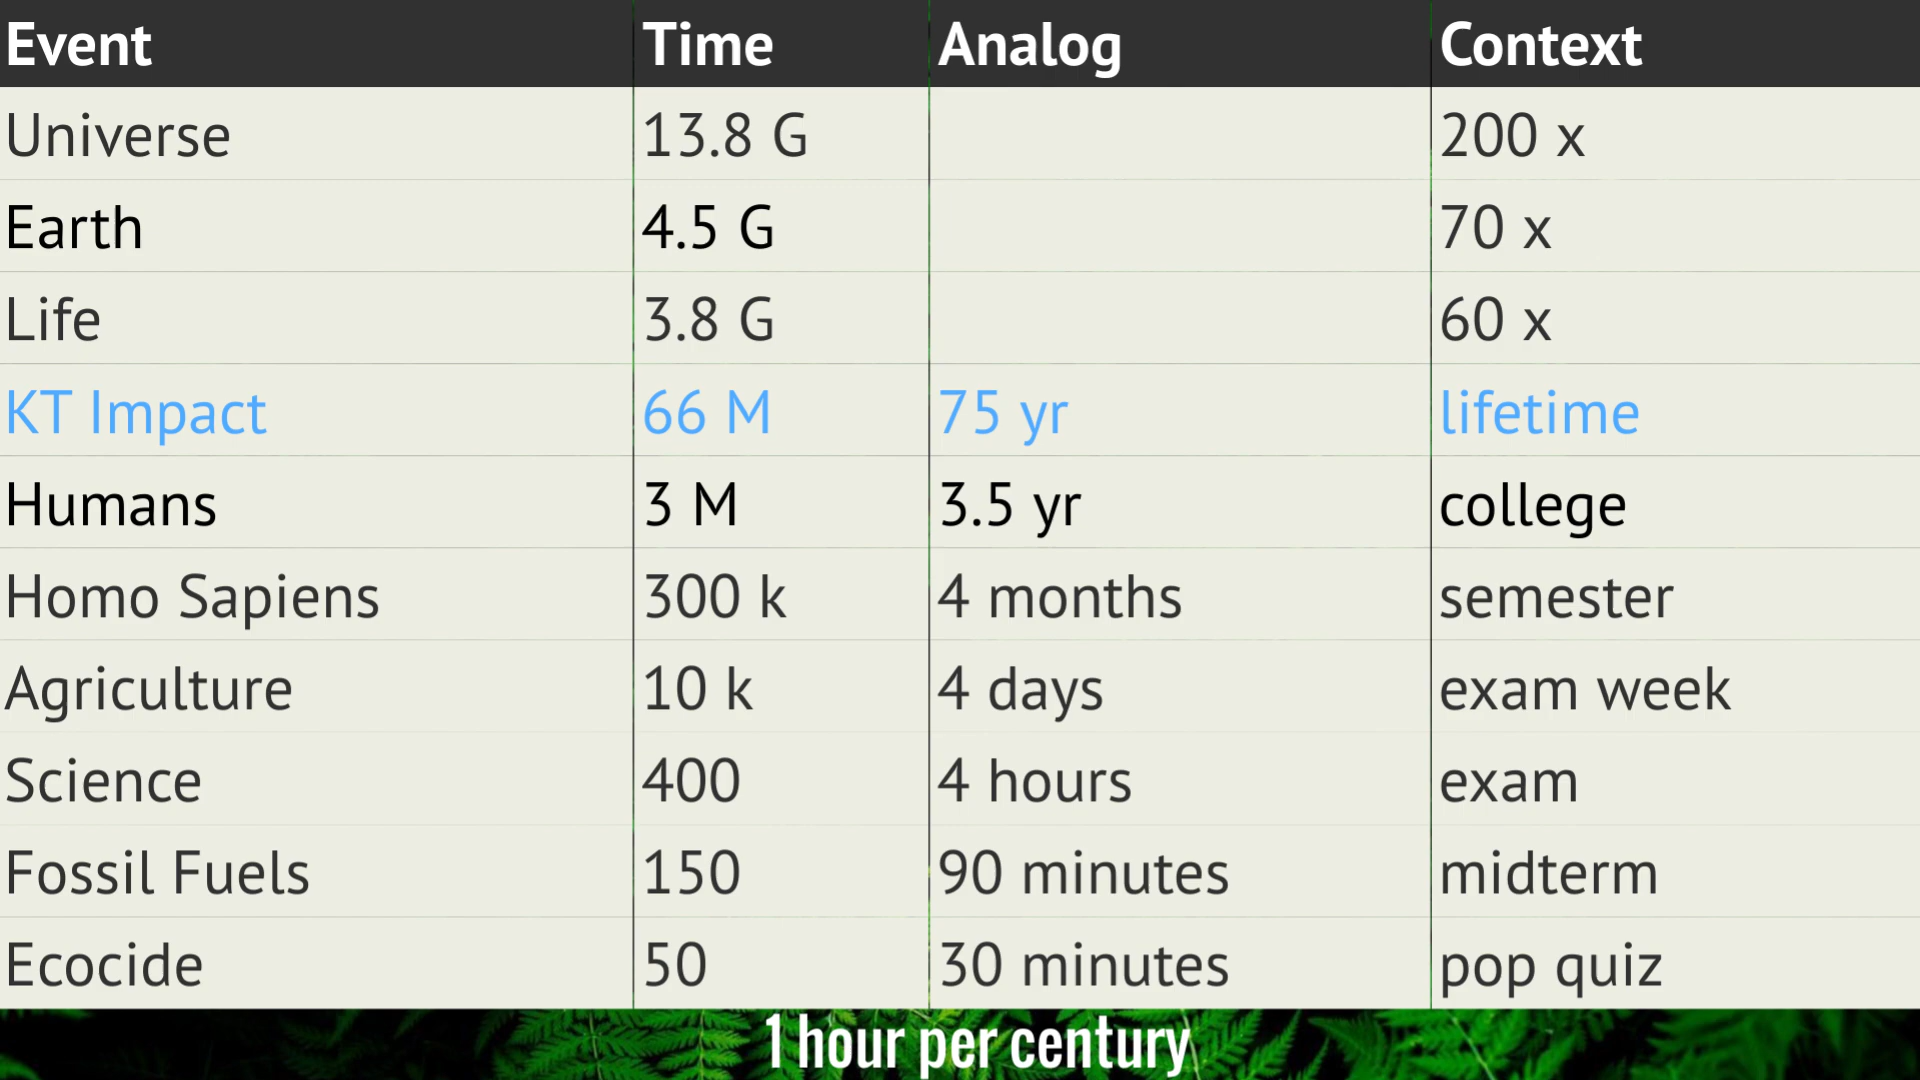 Event Time Analog Context
Universe 13.8 G 200 x
Earth 4.5 G 70 x
Life 3.8 G 60 x
KT Impact 66 M 75 yr lifetime
Humans 3 M 3.5 yr college
Homo Sapiens 300 k 4 months semester
Agriculture 10 k 4 days exam week
Science 400 4 hours exam
Fossil Fuels 150 90 minutes midterm
Ecocide 50 30 minutes pop quiz
1 hour per century